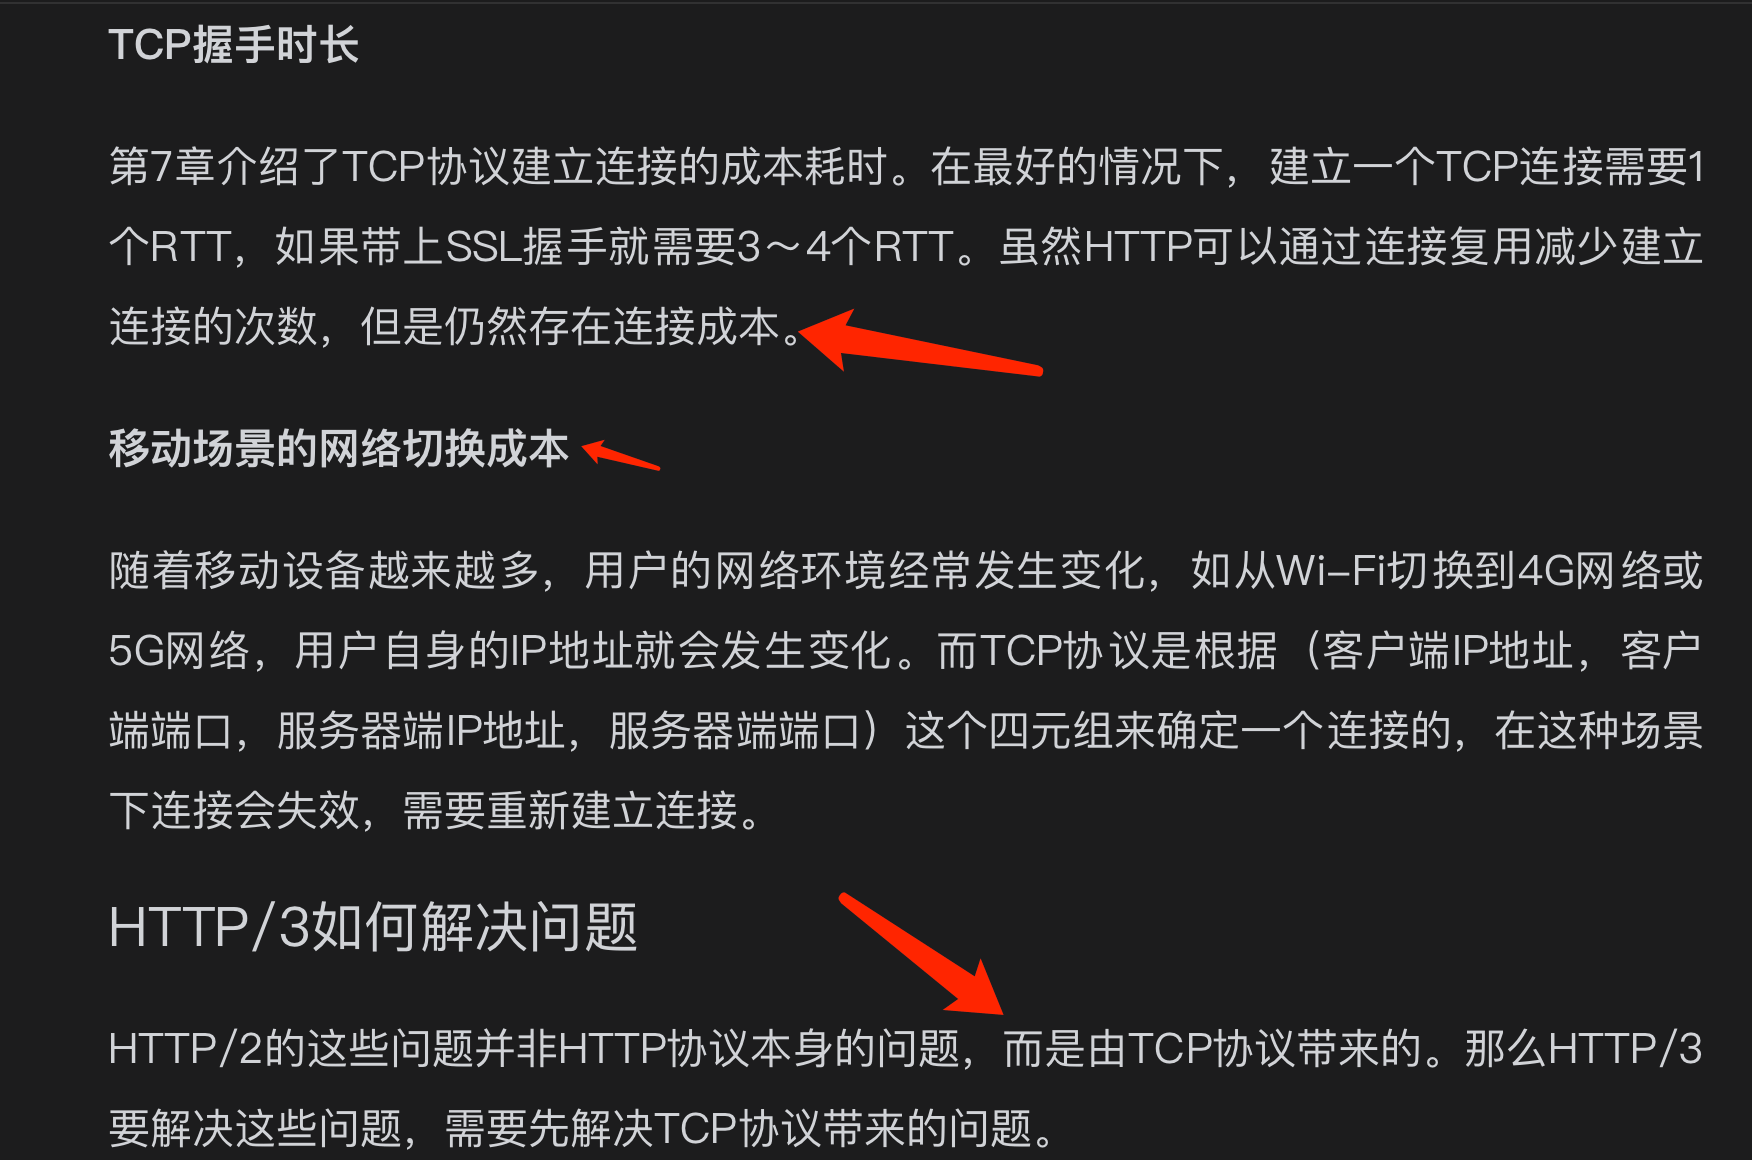 TCP握手时长
第7章介绍了TCP协议建立连接的成本耗时。在最好的情况下，建立一个TCP连接需要1
个RTT，如果带上SSL握手就需要3～4个RTT。虽然HTTP可以通过连接复用减少建立
连接的次数，但是仍然存在连接成本。
移动场景的网络切换成本
随着移动设备越来越多，用户的网络环境经常发生变化，如从Wi-Fi切换到4G网络或
5G网络，用户自身的IP地址就会发生变化。而TCP协议是根据（客户端IP地址，客户
端端口，服务器端IP地址，服务器端端口）这个四元组来确定一个连接的，在这种场景
下连接会失效，需要重新建立连接。
HTTP/3如何解决问题
HTTP/2的这些问题并非HTTP协议本身的问题，而是由TCP协议带来的。那么HTTP/3
要解决这些问题，需要先解决TCP协议带来的问题。